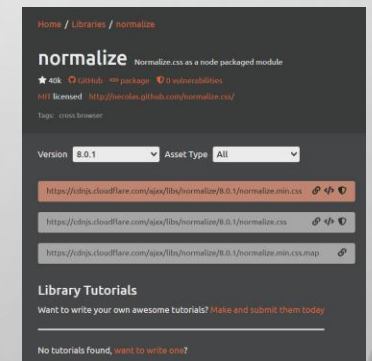 Home / Libraries / normalize
normalize Normalize.css as a node packaged module
40k GitHub package 0 vulnerabilities
MIT licensed http://necolas.github.com/normalize.css/
Tags: cross browser
Version 8.0.1 Asset Type All
https://cdnjs.cloudflare.com/ajax/libs/normalize/8.0.1/normalize.min.css
https://cdnjs.cloudflare.com/ajax/libs/normalize/8.0.1/normalize.css
https://cdnjs.cloudflare.com/ajax/libs/normalize/8.0.1/normalize.min.css.map
Library Tutorials
Want to write your own awesome tutorials? Make and submit them today
No tutorials found, want to write one?